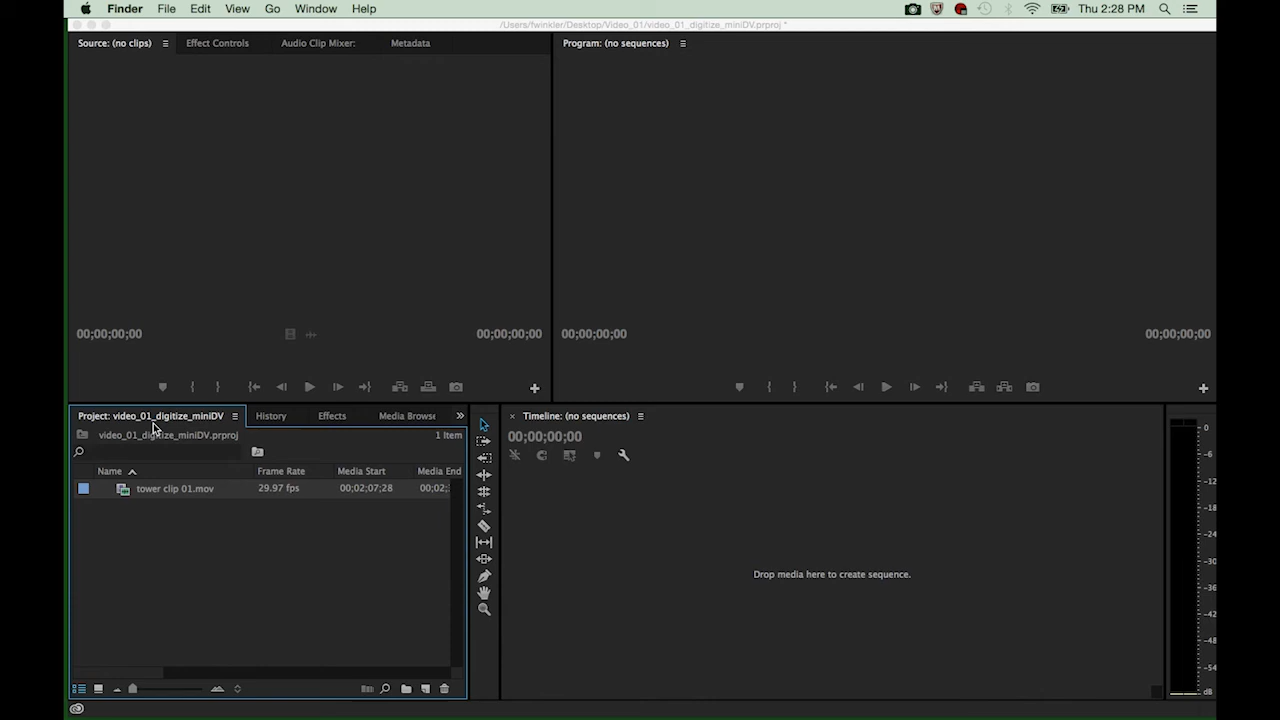 Finder File Edit View Go Window Help Thu 2:28 PM
/Users/fwinkler/Desktop/Video_01/video_01_digitize_miniDV.prproj *
Source: (no clips) Effect Controls Audio Clip Mixer: Metadata
Program: (no sequences)
00;00;00;00 00;00;00;00
00;00;00;00 00;00;00;00
Project: video_01_digitize_miniDV History Effects Media Browse
video_01_digitize_miniDV.prproj 1 Item
Name Frame Rate Media Start Media End
tower clip 01.mov 29.97 fps 00;02;07;28 00;02;
Timeline: (no sequences)
00;00;00;00
Drop media here to create sequence.
0
-6
-12
-18
-24
-30
-36
-42
-48
-54
dB